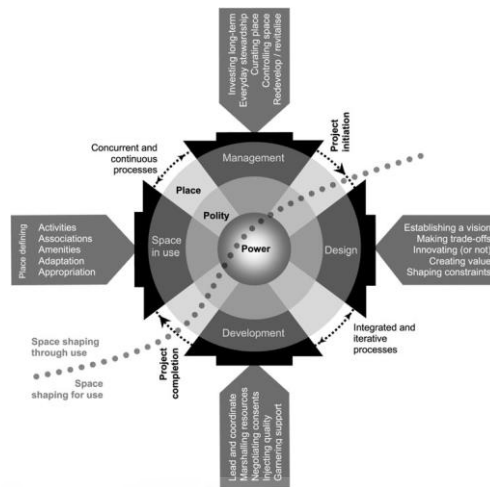 Investing long-term
Everyday stewardship
Curating place
Controlling space
Redevelop / revitalise
Concurrent and
continuous processes
Project
initiation
Management
Place
Polity
Power
Space
in use
Design
Development
Place defining
Activities
Associations
Amenities
Adaptation
Appropriation
Establishing a vision
Making trade-offs
Innovating (or not)
Creating value
Shaping constraints
Space shaping
through use
Space
shaping for use
Project
completion
Integrated and
iterative processes
Lead and coordinate
Marshalling resources
Negotiating consents
Injecting quality
Garnering support